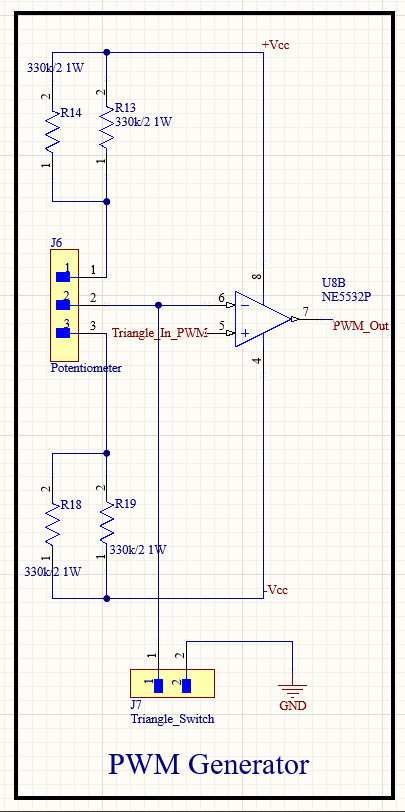 +Vcc
330k/2 1W
2
2
R14
R13
330k/2 1W
1
1
J6
1
1
8
U8B
NE5532P
2
2
6
−
7
3
3
Triangle_In_PWM
5
+
PWM_Out
Potentiometer
4
2
2
R18
R19
330k/2 1W
1
1
330k/2 1W
-Vcc
1
2
1
2
J7
GND
Triangle_Switch
PWM Generator